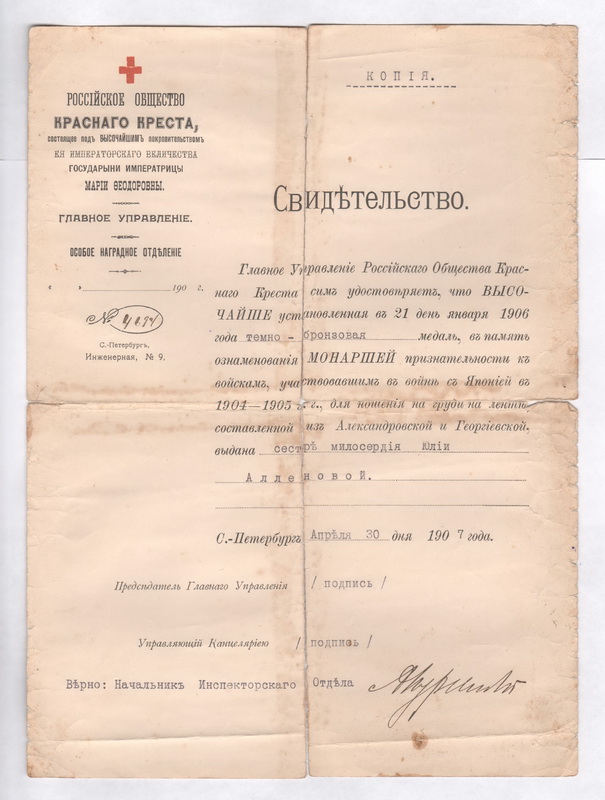 КОПІЯ.
РОССІЙСКОЕ ОБЩЕСТВО
КРАСНАГО КРЕСТА,
состоящее подъ ВЫСОЧАЙШИМЪ покровительствомъ
ЕЯ ИМПЕРАТОРСКАГО ВЕЛИЧЕСТВА
ГОСУДАРЫНИ ИМПЕРАТРИЦЫ
МАРІИ ѲЕОДОРОВНЫ.
ГЛАВНОЕ УПРАВЛЕНІЕ.
ОСОБОЕ НАГРАДНОЕ ОТДѢЛЕНІЕ
« » 190 г.
№
С.-Петербургъ,
Инженерная, № 9.
Свидѣтельство.
Главное Управленіе Россійскаго Общества Крас-
наго Креста симъ удостовѣряетъ, что ВЫСО-
ЧАЙШЕ установленная въ 21 день января 1906
года темно - бронзовая медаль, въ память
ознаменованія МОНАРШЕЙ признательности къ
войскамъ, участвовавшимъ въ войнѣ съ Японіей въ
1904—1905 г.г., для ношенія на груди на лентѣ,
составленной изъ Александровской и Георгіевской,
выдана сестрѣ милосердія Юліи
Алленовой.
С.-Петербургъ Апрѣля 30 дня 1907 года.
Предсѣдатель Главнаго Управленія / подпись /
Управляющій Канцеляріею / подпись /
Вѣрно: Начальникъ Инспекторскаго Отдѣла